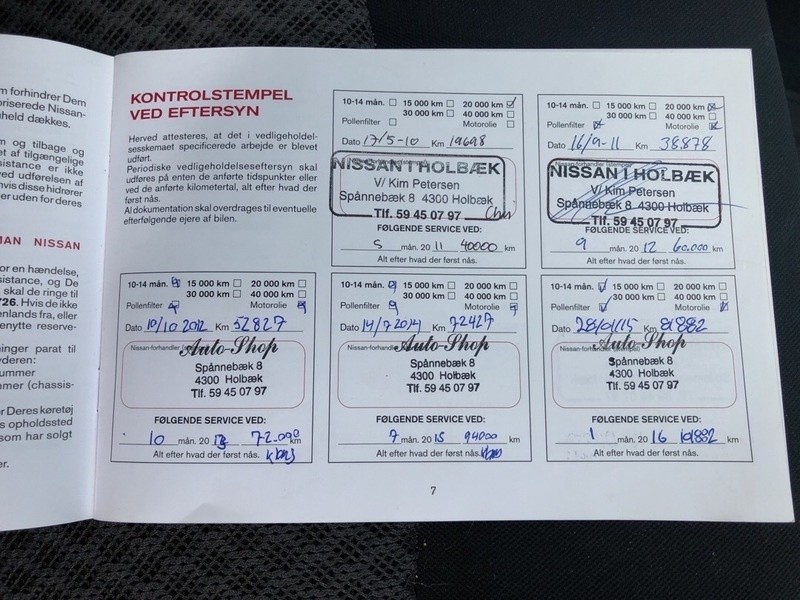 m forhindrer Dem
oriserede Nissan-
nheld dækkes.
m og tilbage og
et af tilgængelige
sistance er ikke
ved udførelsen af
hvis disse hidrører
er uden for deres
MAN NISSAN
for en hændelse,
sistance, og De
skal de ringe til
726. Hvis de ikke
enlands fra, eller
enytte reserve-
ninger parat til
yderen:
ummer
mmer (chassis-
or Deres køretøj
s opholdssted
som har solgt
er.
KONTROLSTEMPEL
VED EFTERSYN
Herved attesteres, at det i vedligeholdel-
sesskemaet specificerede arbejde er blevet
udført.
Periodiske vedligeholdelseseftersyn skal
udføres på enten de anførte tidspunkter eller
ved de anførte kilometertal, alt efter hvad der
først nås.
Al dokumentation skal overdrages til eventuelle
efterfølgende ejere af bilen.
10-14 mån. 15 000 km 20 000 km
30 000 km 40 000 km
Pollenfilter Motorolie
Dato 17/5-10 Km 19698
NISSAN I HOLBÆK
V/ Kim Petersen
Spånnebæk 8 4300 Holbæk
Tlf. 59 45 07 97
FØLGENDE SERVICE VED:
5 mån. 20 11 40000 km
Alt efter hvad der først nås.
10-14 mån. 15 000 km 20 000 km
30 000 km 40 000 km
Pollenfilter Motorolie
Dato 16/9-11 Km 38878
NISSAN I HOLBÆK
V/ Kim Petersen
Spånnebæk 8 4300 Holbæk
Tlf. 59 45 07 97
FØLGENDE SERVICE VED:
9 mån. 20 12 60.000 km
Alt efter hvad der først nås.
10-14 mån. 15 000 km 20 000 km
30 000 km 40 000 km
Pollenfilter Motorolie
Dato 10/10 2012 Km 52827
Nissan-forhandler
Auto-Shop
Spånnebæk 8
4300 Holbæk
Tlf. 59 45 07 97
FØLGENDE SERVICE VED:
10 mån. 20 13 72.000 km
Alt efter hvad der først nås.
10-14 mån. 15 000 km 20 000 km
30 000 km 40 000 km
Pollenfilter Motorolie
Dato 14/7 2014 Km 72427
Nissan-forhandler
Auto-Shop
Spånnebæk 8
4300 Holbæk
Tlf. 59 45 07 97
FØLGENDE SERVICE VED:
7 mån. 20 15 94000 km
Alt efter hvad der først nås.
10-14 mån. 15 000 km 20 000 km
30 000 km 40 000 km
Pollenfilter Motorolie
Dato 28/01/15 Km 81882
Nissan-forhandler
Auto-Shop
Spånnebæk 8
4300 Holbæk
Tlf. 59 45 07 97
FØLGENDE SERVICE VED:
1 mån. 20 16 101882 km
Alt efter hvad der først nås.
7